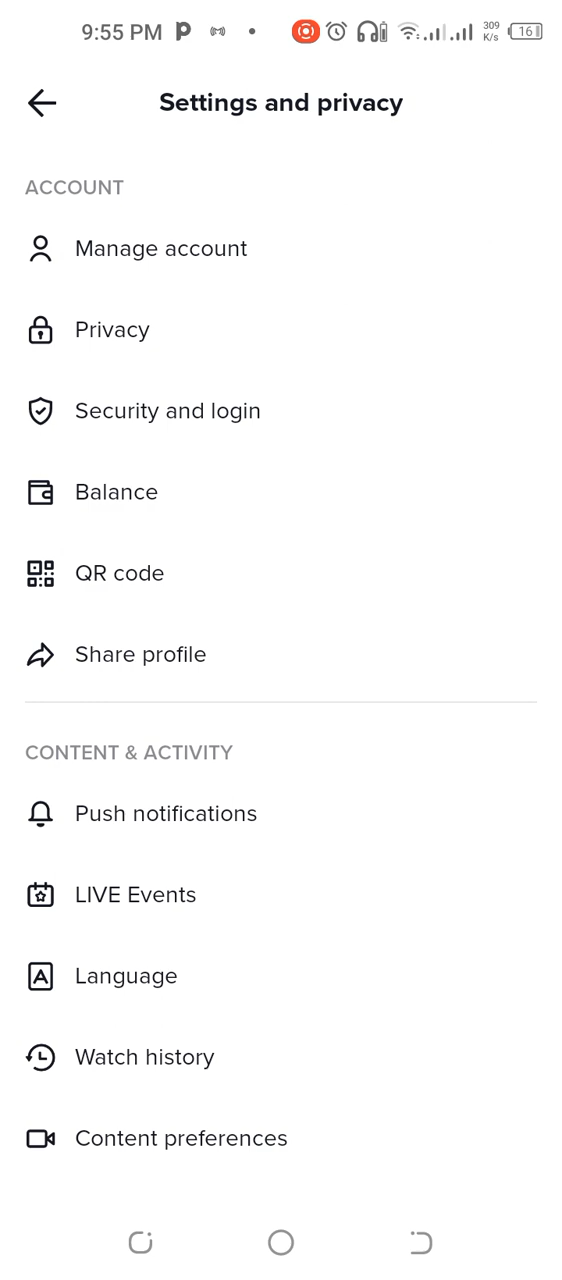 9:55 PM 309 K/s 16
Settings and privacy
ACCOUNT
Manage account
Privacy
Security and login
Balance
QR code
Share profile
CONTENT & ACTIVITY
Push notifications
LIVE Events
Language
Watch history
Content preferences